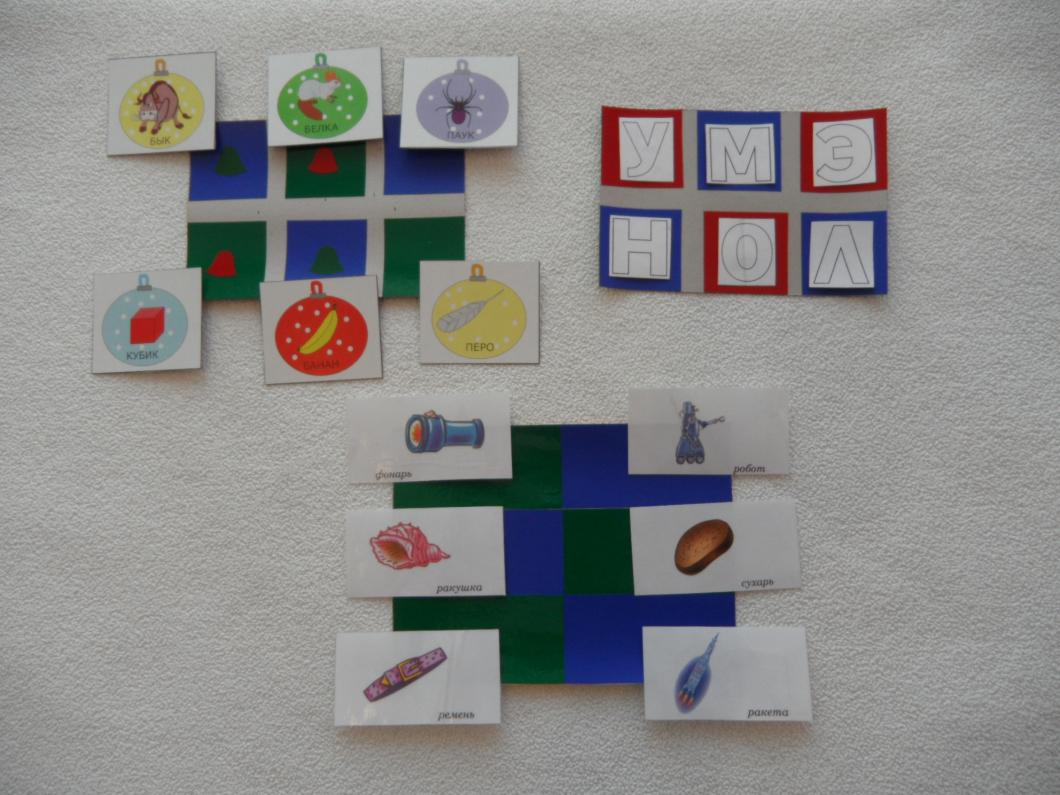 БЫК
БЕЛКА
ПАУК
КУБИК
БАНАН
ПЕРО
У М Э
Н О Л
фонарь
робот
ракушка
сухарь
ремень
ракета